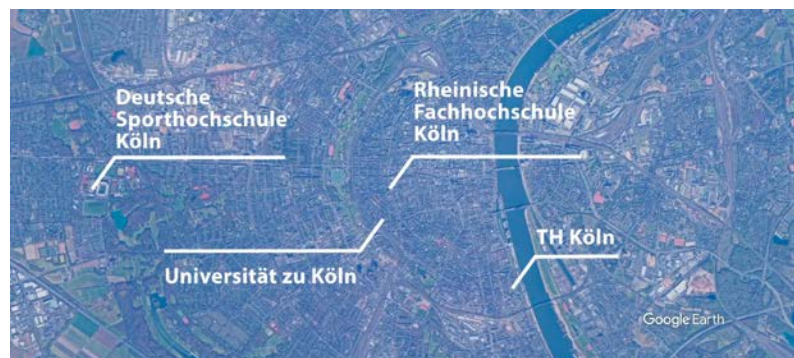 Deutsche
Sporthochschule
Köln
Rheinische
Fachhochschule
Köln
TH Köln
Universität zu Köln
Google Earth